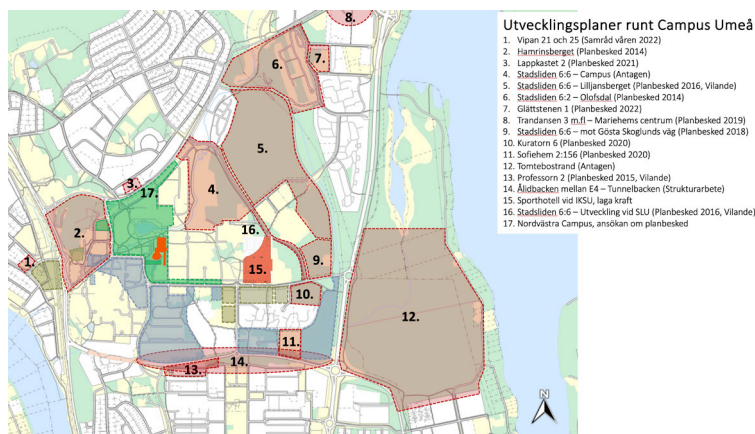 Utvecklingsplaner runt Campus Umeå
1. Vipan 21 och 25 (Samråd våren 2022)
2. Hamrinsberget (Planbesked 2014)
3. Lappkastet 2 (Planbesked 2021)
4. Stadsliden 6:6 – Campus (Antagen)
5. Stadsliden 6:6 – Lilljansberget (Planbesked 2016, Vilande)
6. Stadsliden 6:2 – Olofsdal (Planbesked 2014)
7. Glättstenen 1 (Planbesked 2022)
8. Trandansen 3 m.fl – Mariehems centrum (Planbesked 2019)
9. Stadsliden 6:6 – mot Gösta Skoglunds väg (Planbesked 2018)
10. Kuratorn 6 (Planbesked 2020)
11. Sofiehem 2:156 (Planbesked 2020)
12. Tomtebostrand (Antagen)
13. Professorn 2 (Planbesked 2015, Vilande)
14. Ålidbacken mellan E4 – Tunnelbacken (Strukturarbete)
15. Sporthotell vid IKSU, laga kraft
16. Stadsliden 6:6 – Utveckling vid SLU (Planbesked 2016, Vilande)
17. Nordvästra Campus, ansökan om planbesked
8.
6.
7.
5.
3.
17.
4.
2.
16.
1.
15.
9.
10.
12.
11.
14.
13.
N